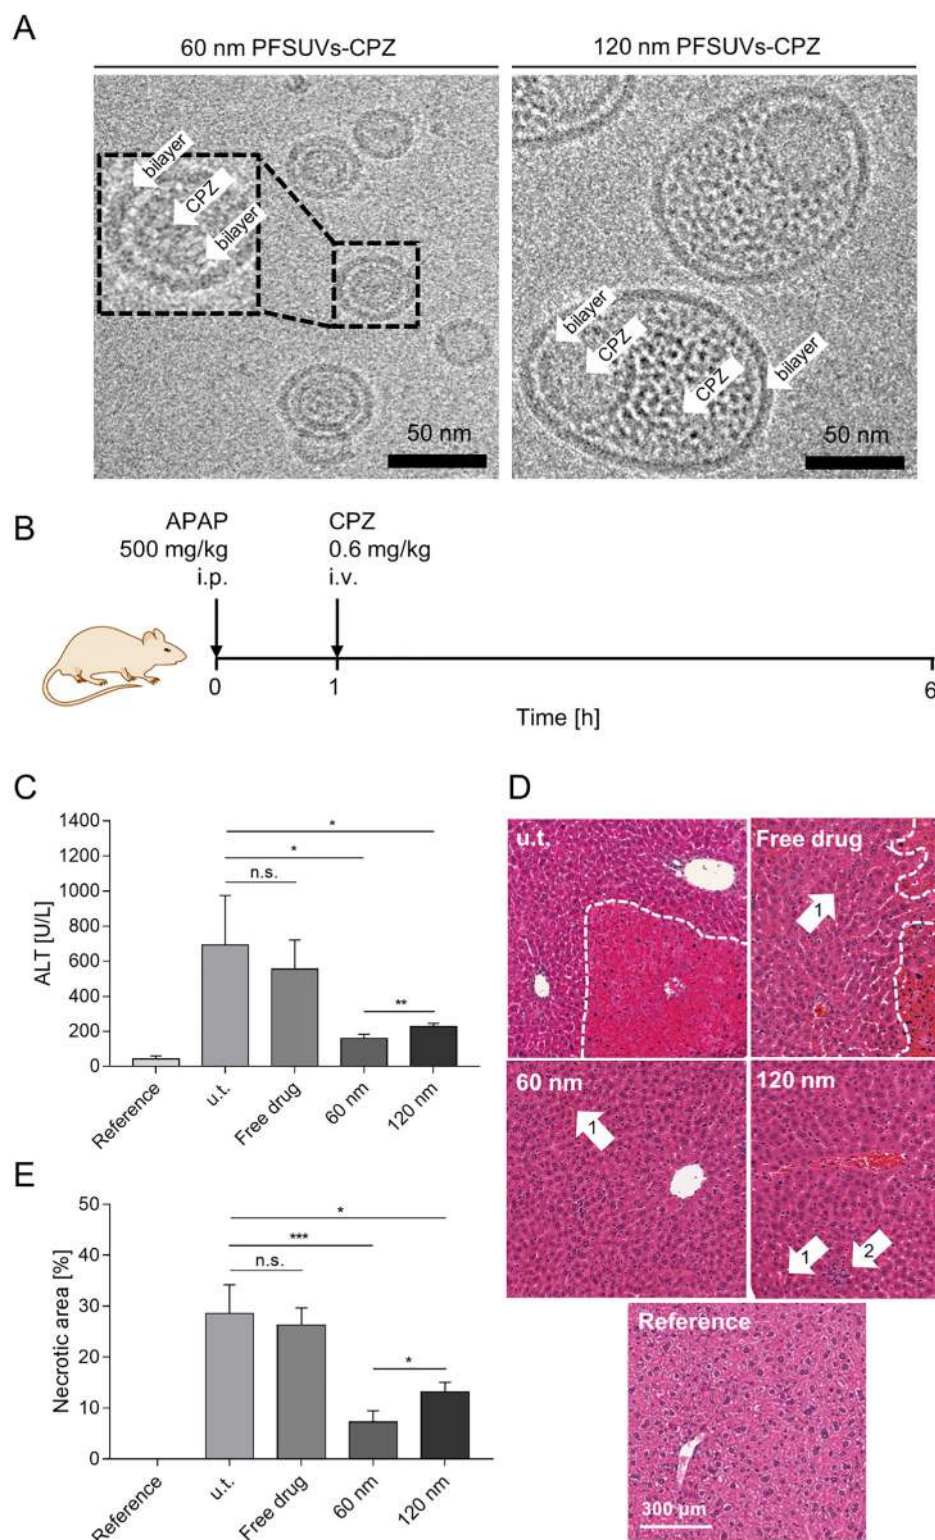 A
60 nm PFSUVs-CPZ
120 nm PFSUVs-CPZ
bilayer
CPZ
bilayer
50 nm
bilayer
CPZ
CPZ
bilayer
50 nm
B
APAP
500 mg/kg
i.p.
CPZ
0.6 mg/kg
i.v.
0
1
6
Time [h]
C
ALT [U/L]
1400
1200
1000
800
600
400
200
0
*
*
n.s.
**
Reference
u.t.
Free drug
60 nm
120 nm
D
u.t.
Free drug
1
60 nm
1
120 nm
1
2
Reference
300 µm
E
Necrotic area [%]
50
40
30
20
10
0
*
***
n.s.
*
Reference
u.t.
Free drug
60 nm
120 nm